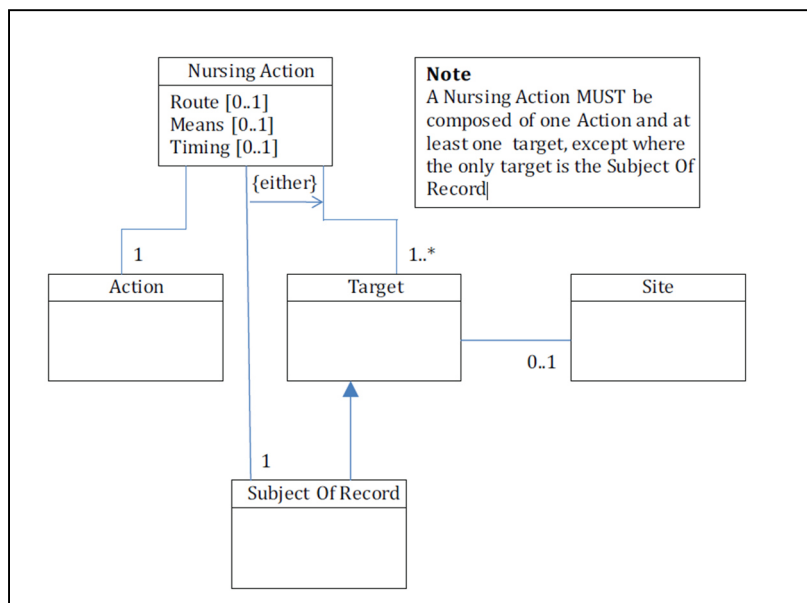 Nursing Action
Route [0..1]
Means [0..1]
Timing [0..1]
Note
A Nursing Action MUST be
composed of one Action and at
least one target, except where
the only target is the Subject Of
Record
{either}
1
1..*
Action
Target
Site
0..1
1
Subject Of Record